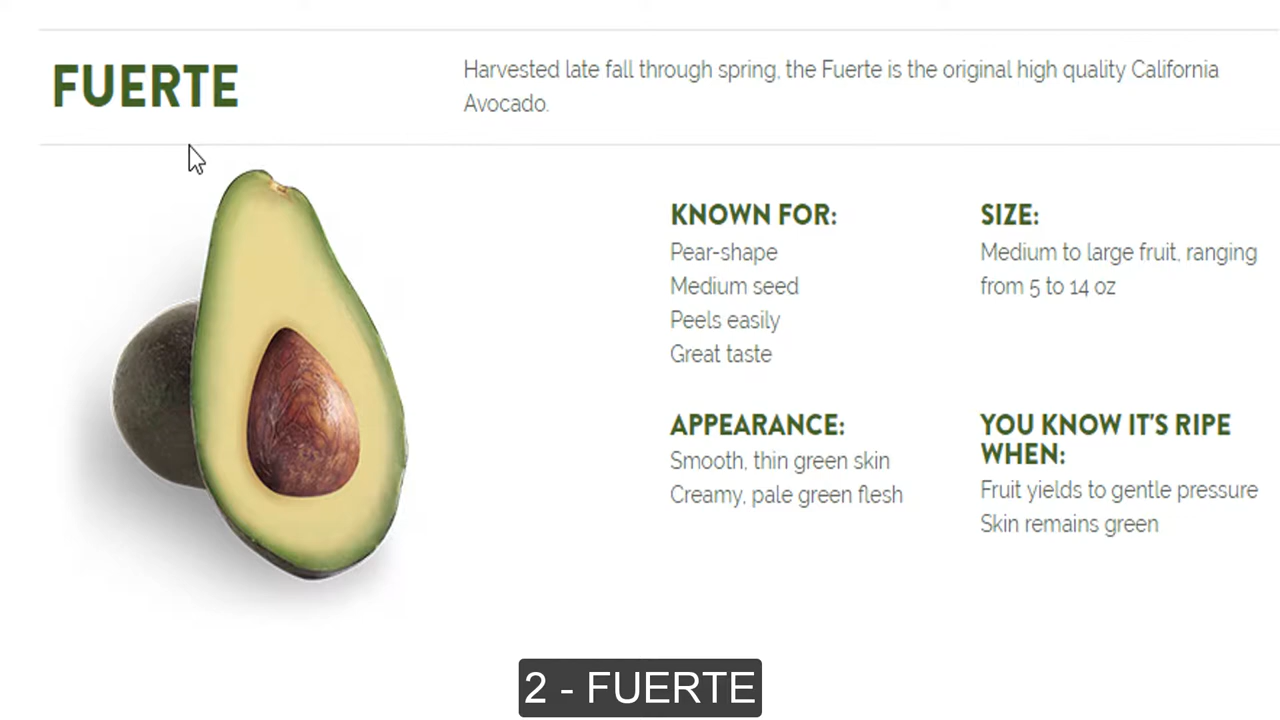 FUERTE
Harvested late fall through spring, the Fuerte is the original high quality California
Avocado.
KNOWN FOR:
Pear-shape
Medium seed
Peels easily
Great taste
SIZE:
Medium to large fruit, ranging
from 5 to 14 oz
APPEARANCE:
Smooth, thin green skin
Creamy, pale green flesh
YOU KNOW IT'S RIPE
WHEN:
Fruit yields to gentle pressure
Skin remains green
2 - FUERTE